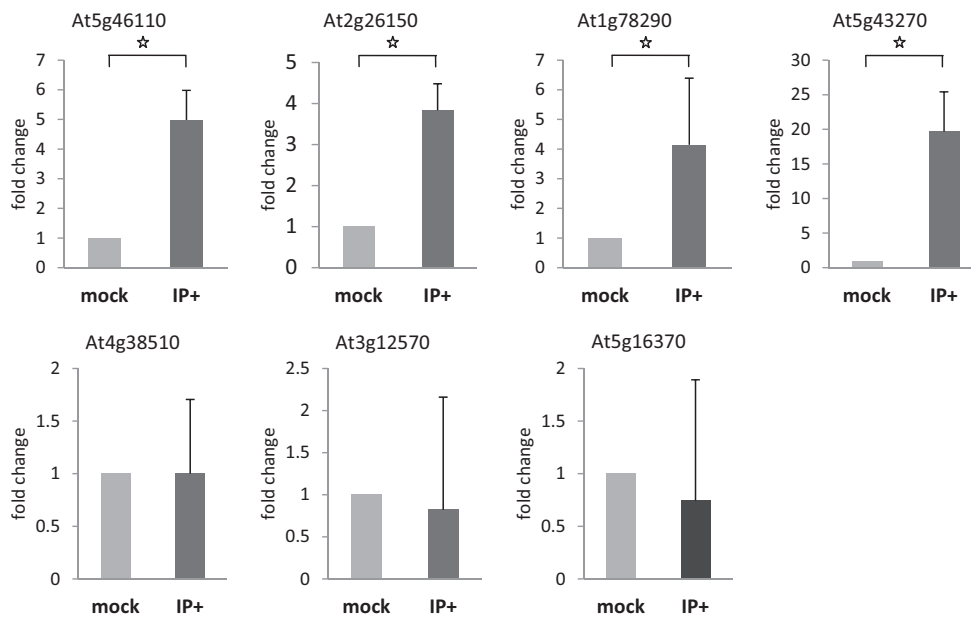 At5g46110
fold change
7
6
5
4
3
2
1
0
mock IP+
At2g26150
fold change
5
4
3
2
1
0
mock IP+
At1g78290
fold change
7
6
5
4
3
2
1
0
mock IP+
At5g43270
fold change
30
25
20
15
10
5
0
mock IP+
At4g38510
fold change
2
1.5
1
0.5
0
mock IP+
At3g12570
fold change
2.5
2
1.5
1
0.5
0
mock IP+
At5g16370
fold change
2
1.5
1
0.5
0
mock IP+